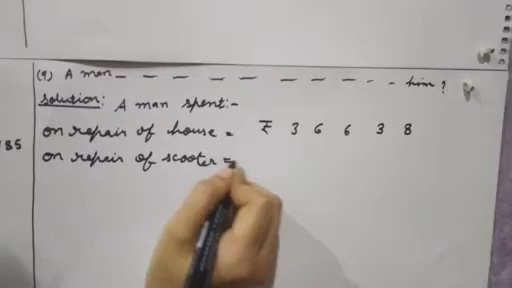 (9) A man _ _ _ _ _ _ _ _ _ _ _ him ?
Solution: A man spent:-
on repair of house = ₹ 3 6 6 3 8
on repair of scooter =